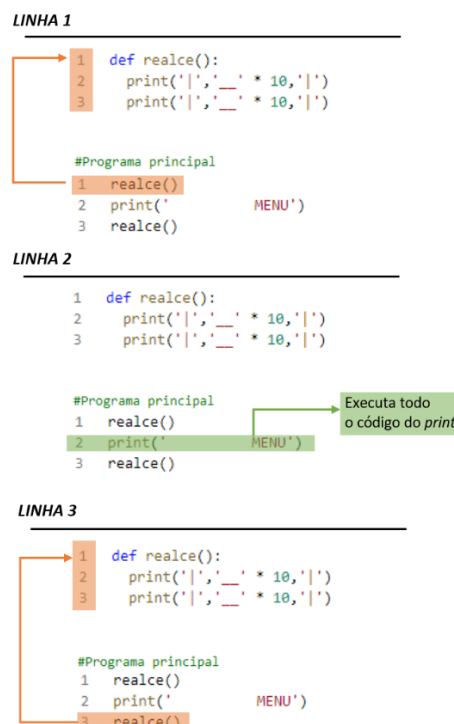 LINHA 1
1 def realce():
2 print('|','__' * 10,'|')
3 print('|','__' * 10,'|')
#Programa principal
1 realce()
2 print('          MENU')
3 realce()
LINHA 2
1 def realce():
2 print('|','__' * 10,'|')
3 print('|','__' * 10,'|')
#Programa principal
1 realce()
2 print('          MENU')
3 realce()
Executa todo
o código do print
LINHA 3
1 def realce():
2 print('|','__' * 10,'|')
3 print('|','__' * 10,'|')
#Programa principal
1 realce()
2 print('          MENU')
3 realce()